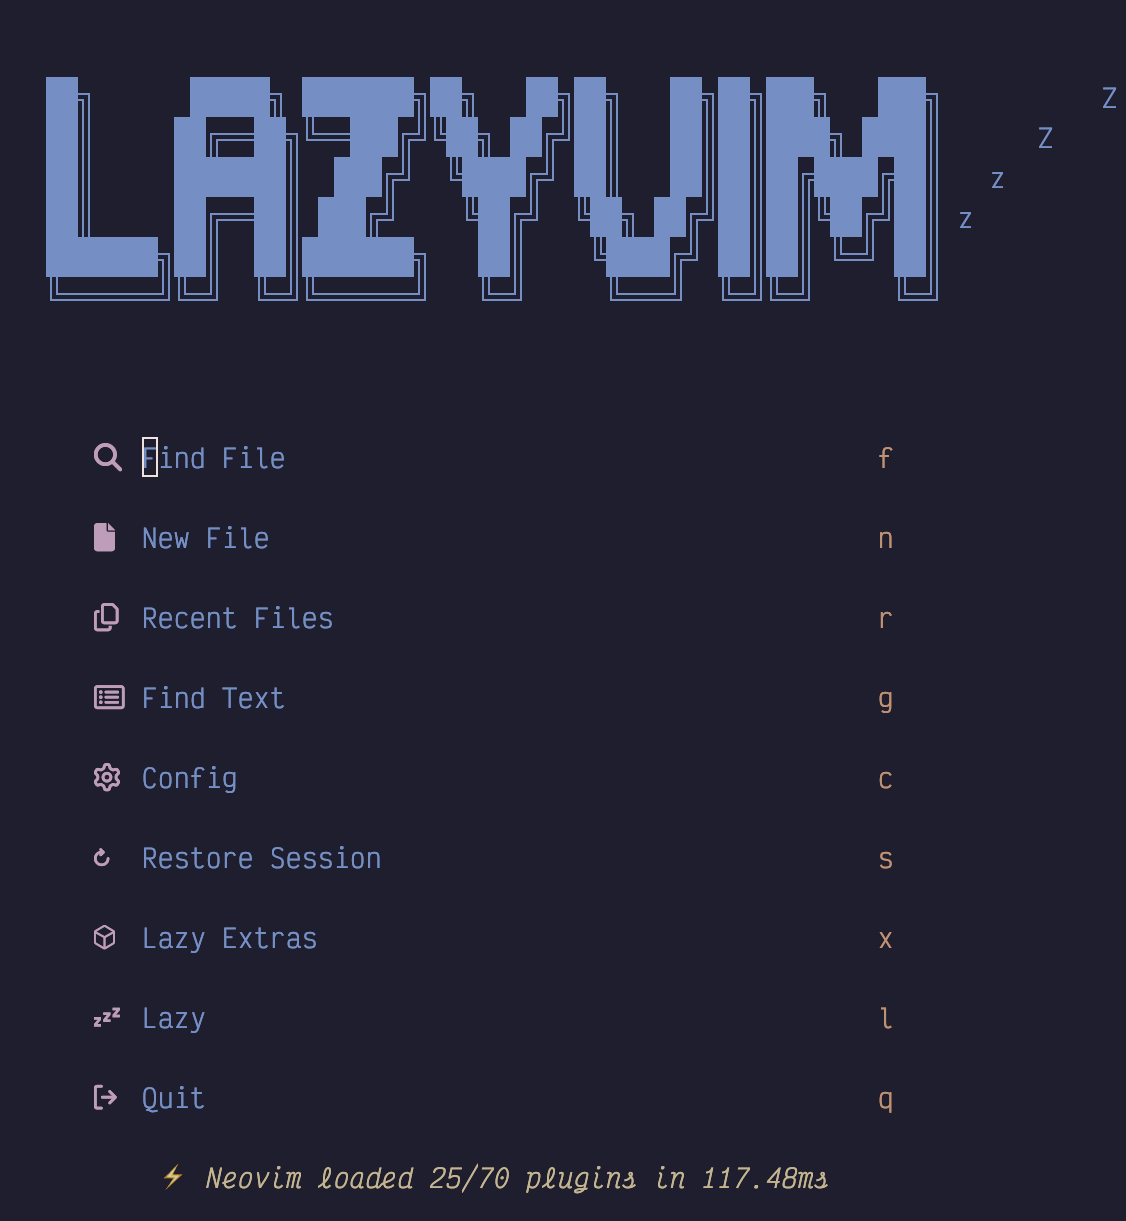 LAZYVIM
Z
Z
z
z
Find File f
New File n
Recent Files r
Find Text g
Config c
Restore Session s
Lazy Extras x
zzz Lazy l
Quit q
⚡ Neovim loaded 25/70 plugins in 117.48ms